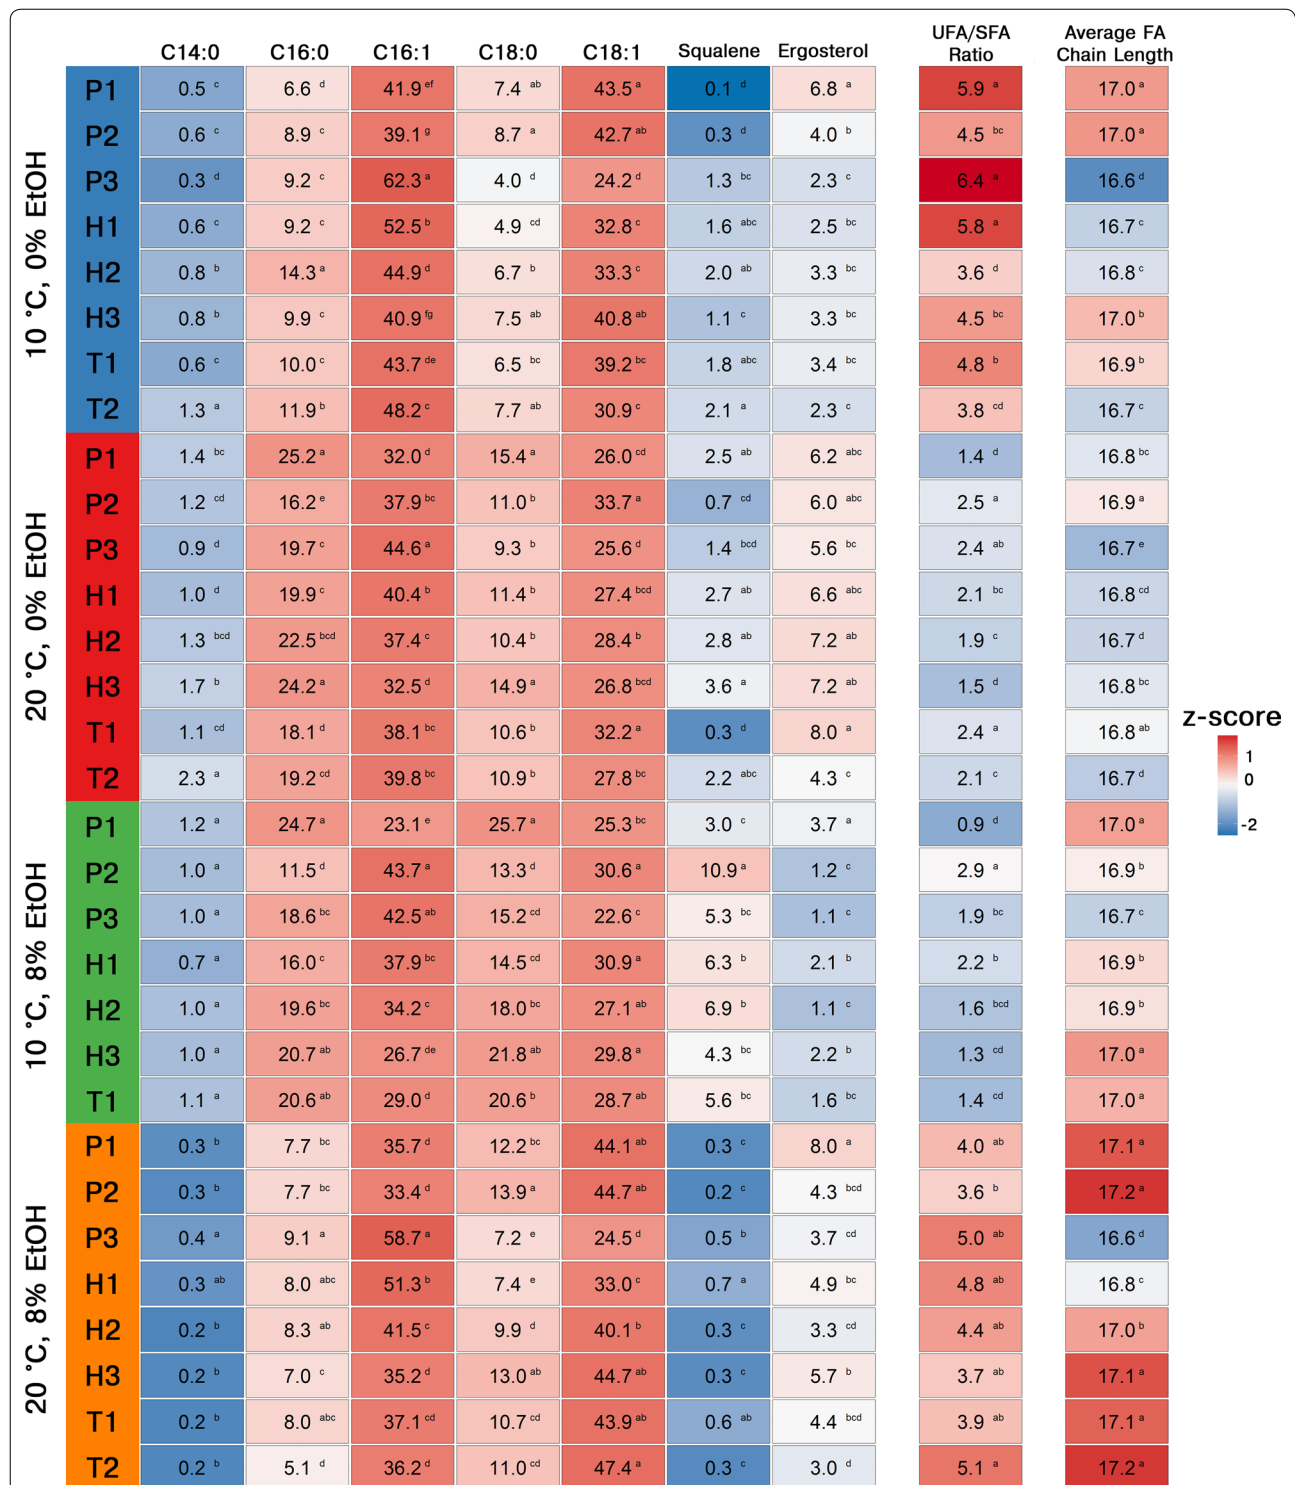 C14:0 C16:0 C16:1 C18:0 C18:1 Squalene Ergosterol UFA/SFA Ratio Average FA Chain Length
10 °C, 0% EtOH
P1 0.5 c 6.6 d 41.9 ef 7.4 ab 43.5 a 0.1 d 6.8 a 5.9 a 17.0 a
P2 0.6 c 8.9 c 39.1 g 8.7 a 42.7 ab 0.3 d 4.0 b 4.5 bc 17.0 a
P3 0.3 d 9.2 c 62.3 a 4.0 d 24.2 d 1.3 bc 2.3 c 6.4 a 16.6 d
H1 0.6 c 9.2 c 52.5 b 4.9 cd 32.8 c 1.6 abc 2.5 bc 5.8 a 16.7 c
H2 0.8 b 14.3 a 44.9 d 6.7 b 33.3 c 2.0 ab 3.3 bc 3.6 d 16.8 c
H3 0.8 b 9.9 c 40.9 fg 7.5 ab 40.8 ab 1.1 c 3.3 bc 4.5 bc 17.0 b
T1 0.6 c 10.0 c 43.7 de 6.5 bc 39.2 bc 1.8 abc 3.4 bc 4.8 b 16.9 b
T2 1.3 a 11.9 b 48.2 c 7.7 ab 30.9 c 2.1 a 2.3 c 3.8 cd 16.7 c
20 °C, 0% EtOH
P1 1.4 bc 25.2 a 32.0 d 15.4 a 26.0 cd 2.5 ab 6.2 abc 1.4 d 16.8 bc
P2 1.2 cd 16.2 e 37.9 bc 11.0 b 33.7 a 0.7 cd 6.0 abc 2.5 a 16.9 a
P3 0.9 d 19.7 c 44.6 a 9.3 b 25.6 d 1.4 bcd 5.6 bc 2.4 ab 16.7 e
H1 1.0 d 19.9 c 40.4 b 11.4 b 27.4 bcd 2.7 ab 6.6 abc 2.1 bc 16.8 cd
H2 1.3 bcd 22.5 bcd 37.4 c 10.4 b 28.4 b 2.8 ab 7.2 ab 1.9 c 16.7 d
H3 1.7 b 24.2 a 32.5 d 14.9 a 26.8 bcd 3.6 a 7.2 ab 1.5 d 16.8 bc
T1 1.1 cd 18.1 d 38.1 bc 10.6 b 32.2 a 0.3 d 8.0 a 2.4 a 16.8 ab
T2 2.3 a 19.2 cd 39.8 bc 10.9 b 27.8 bc 2.2 abc 4.3 c 2.1 c 16.7 d
10 °C, 8% EtOH
P1 1.2 a 24.7 a 23.1 e 25.7 a 25.3 bc 3.0 c 3.7 a 0.9 d 17.0 a
P2 1.0 a 11.5 d 43.7 a 13.3 d 30.6 a 10.9 a 1.2 c 2.9 a 16.9 b
P3 1.0 a 18.6 bc 42.5 ab 15.2 cd 22.6 c 5.3 bc 1.1 c 1.9 bc 16.7 c
H1 0.7 a 16.0 c 37.9 bc 14.5 cd 30.9 a 6.3 b 2.1 b 2.2 b 16.9 b
H2 1.0 a 19.6 bc 34.2 c 18.0 bc 27.1 ab 6.9 b 1.1 c 1.6 bcd 16.9 b
H3 1.0 a 20.7 ab 26.7 de 21.8 ab 29.8 a 4.3 bc 2.2 b 1.3 cd 17.0 a
T1 1.1 a 20.6 ab 29.0 d 20.6 b 28.7 ab 5.6 bc 1.6 bc 1.4 cd 17.0 a
20 °C, 8% EtOH
P1 0.3 b 7.7 bc 35.7 d 12.2 bc 44.1 ab 0.3 c 8.0 a 4.0 ab 17.1 a
P2 0.3 b 7.7 bc 33.4 d 13.9 a 44.7 ab 0.2 c 4.3 bcd 3.6 b 17.2 a
P3 0.4 a 9.1 a 58.7 a 7.2 e 24.5 d 0.5 b 3.7 cd 5.0 ab 16.6 d
H1 0.3 ab 8.0 abc 51.3 b 7.4 e 33.0 c 0.7 a 4.9 bc 4.8 ab 16.8 c
H2 0.2 b 8.3 ab 41.5 c 9.9 d 40.1 b 0.3 c 3.3 cd 4.4 ab 17.0 b
H3 0.2 b 7.0 c 35.2 d 13.0 ab 44.7 ab 0.3 c 5.7 b 3.7 ab 17.1 a
T1 0.2 b 8.0 abc 37.1 cd 10.7 cd 43.9 ab 0.6 ab 4.4 bcd 3.9 ab 17.1 a
T2 0.2 b 5.1 d 36.2 d 11.0 cd 47.4 a 0.3 c 3.0 d 5.1 a 17.2 a
z-score
1
0
-2